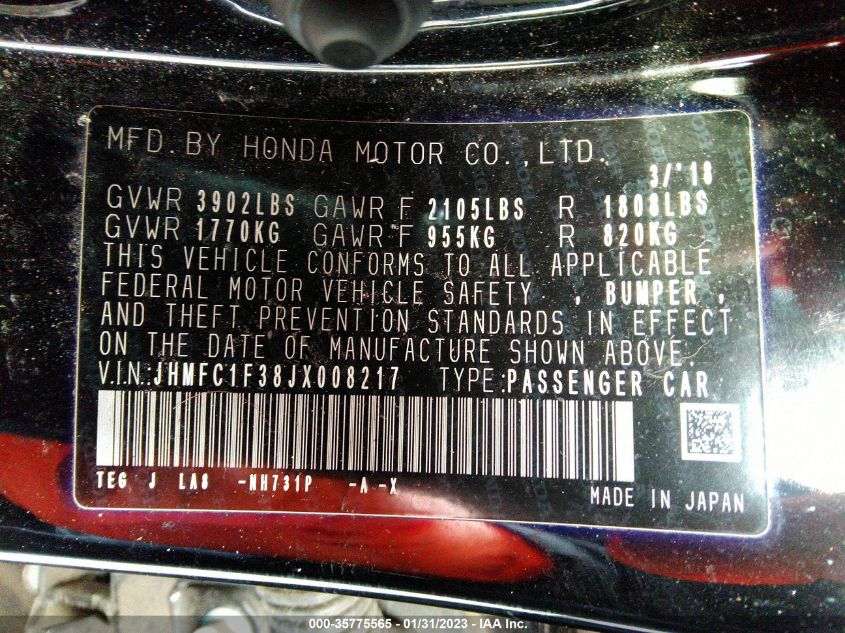 MFD. BY HONDA MOTOR CO.,LTD.
3/'18
GVWR 3902LBS GAWR F 2105LBS R 1808LBS
GVWR 1770KG GAWR F 955KG R 820KG
THIS VEHICLE CONFORMS TO ALL APPLICABLE
FEDERAL MOTOR VEHICLE SAFETY , BUMPER ,
AND THEFT PREVENTION STANDARDS IN EFFECT
ON THE DATE OF MANUFACTURE SHOWN ABOVE.
V.I.N.:JHMFC1F38JX008217 TYPE:PASSENGER CAR
TEG J LA8 -NH731P -A -X
MADE IN JAPAN
000-35775565 - 01/31/2023 - IAA Inc.